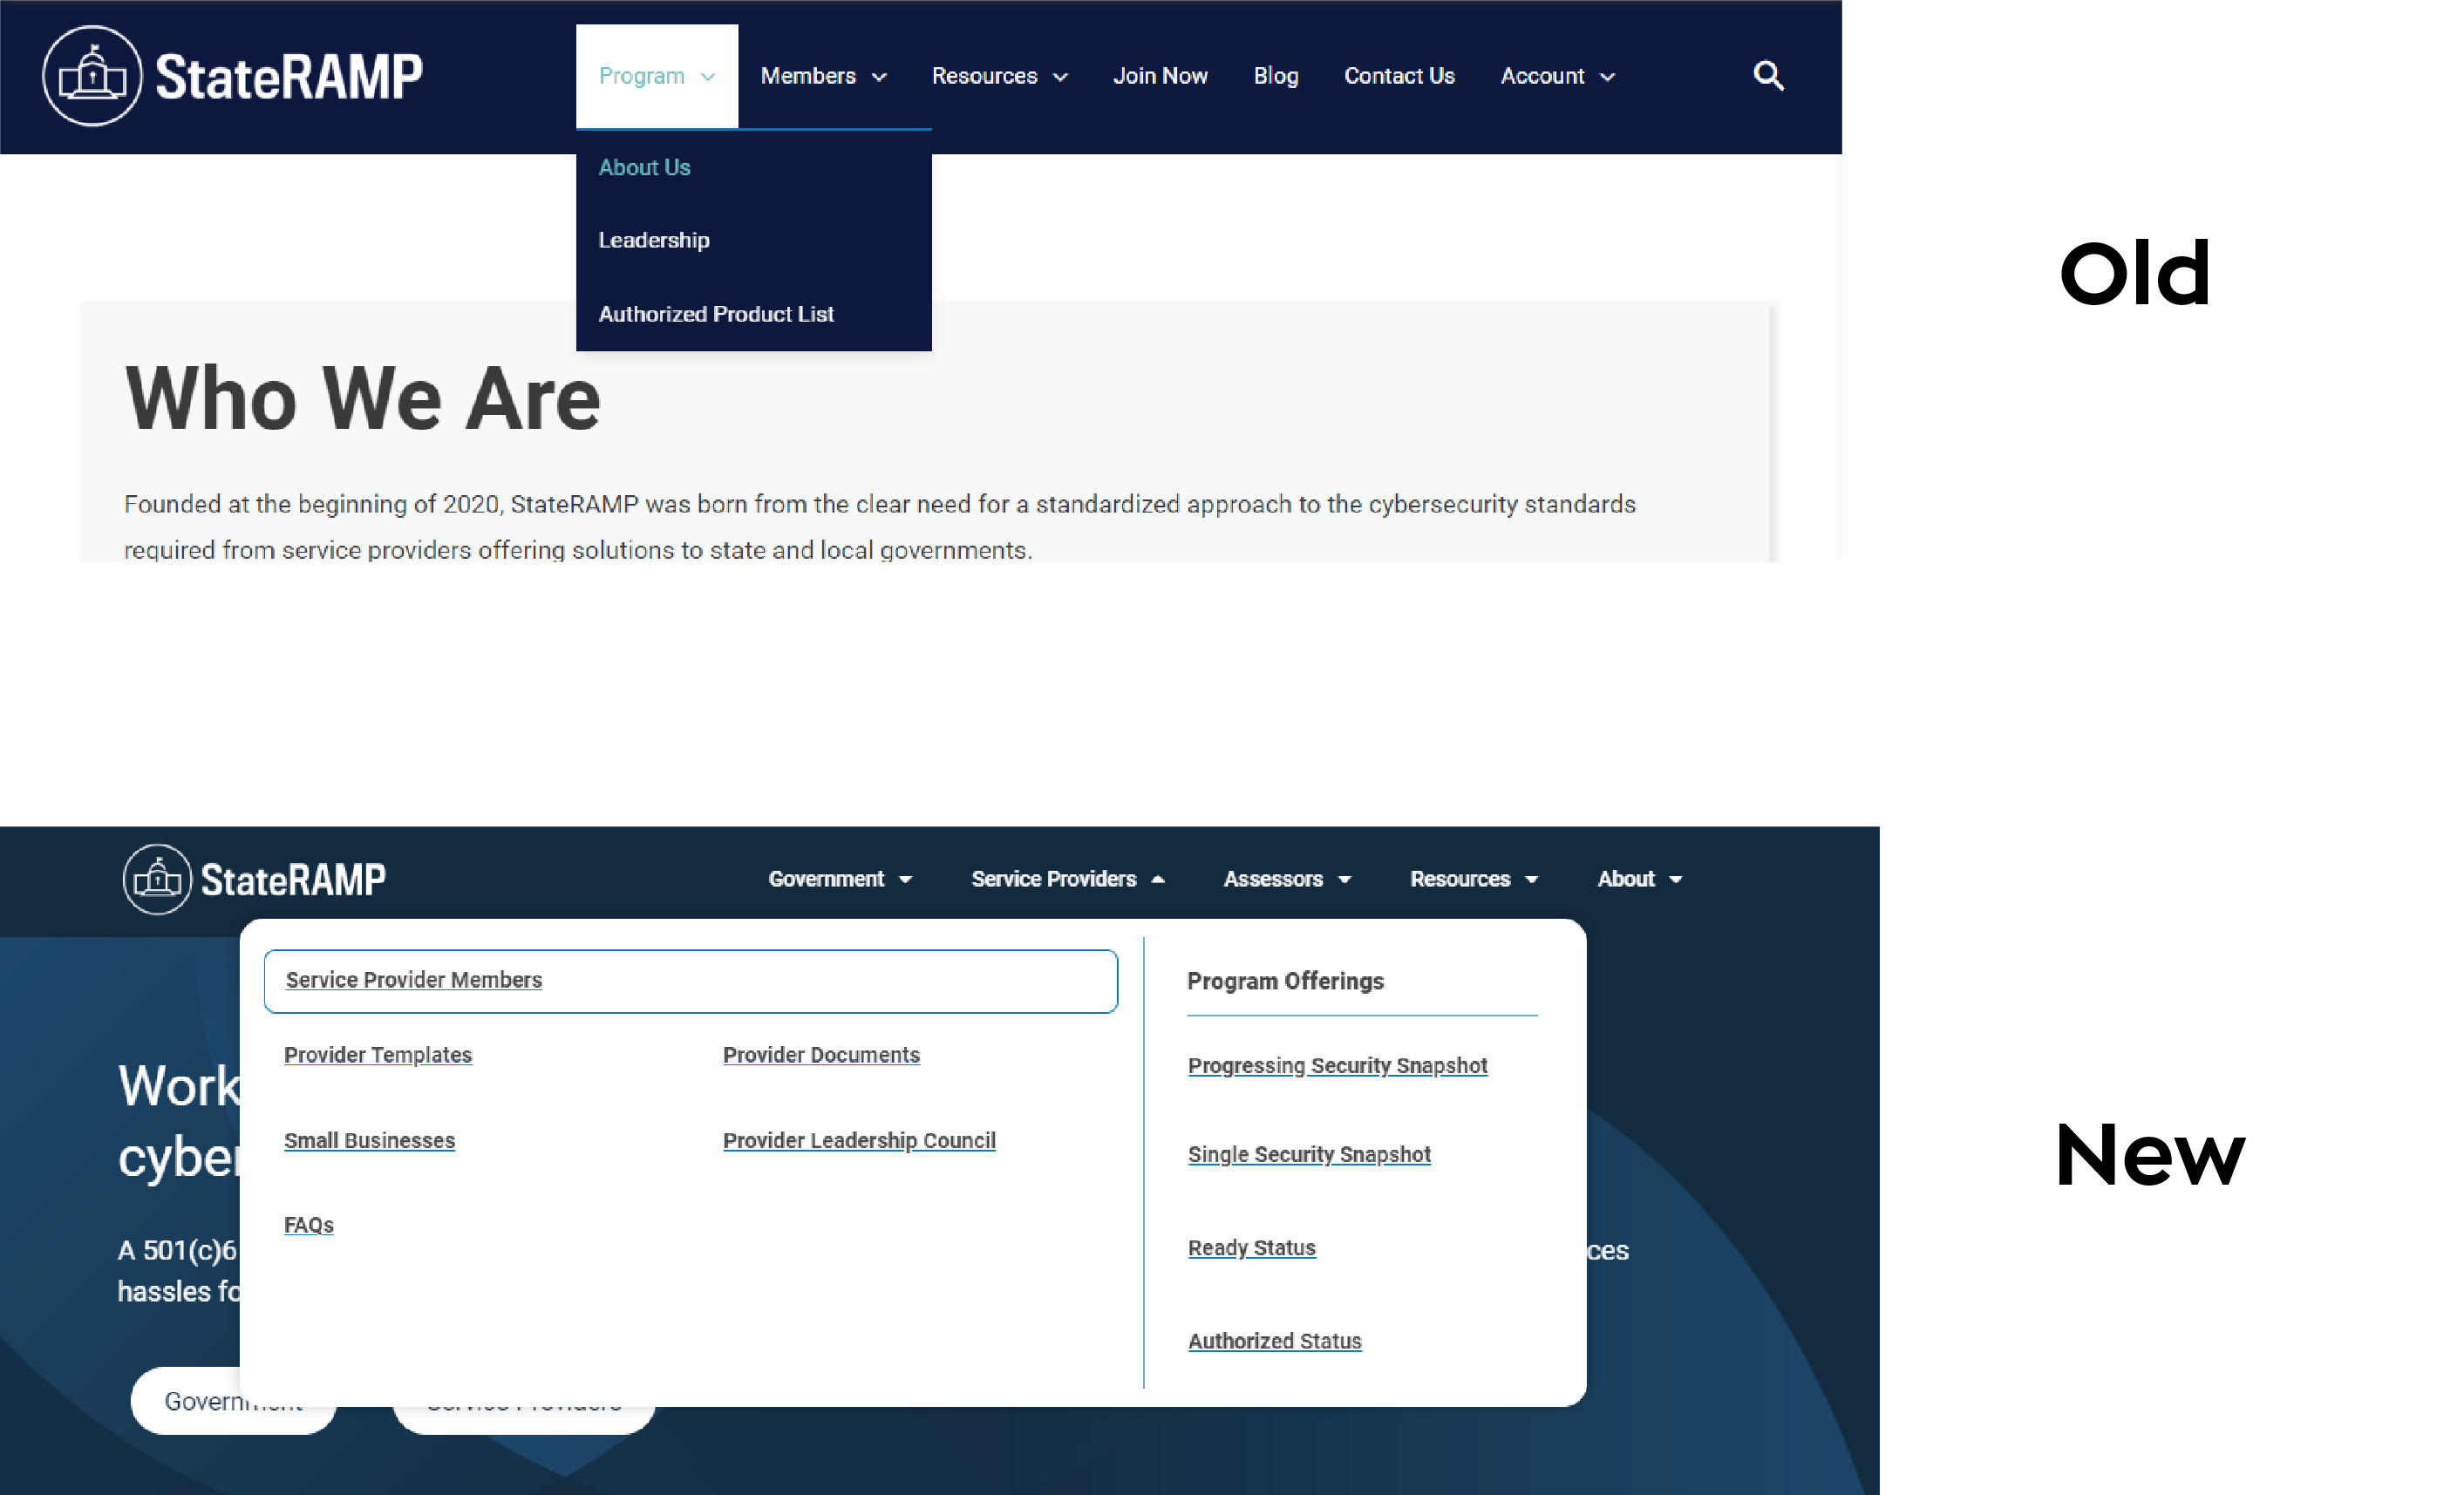 StateRAMP
Program Members Resources Join Now Blog Contact Us Account
About Us
Leadership
Authorized Product List
Who We Are
Founded at the beginning of 2020, StateRAMP was born from the clear need for a standardized approach to the cybersecurity standards
required from service providers offering solutions to state and local governments.
Old
StateRAMP
Government Service Providers Assessors Resources About
Service Provider Members
Provider Templates Provider Documents
Small Businesses Provider Leadership Council
FAQs
Program Offerings
Progressing Security Snapshot
Single Security Snapshot
Ready Status
Authorized Status
Work
cyber
A 501(c)6
hassles fo
ces
Government Service Providers
New